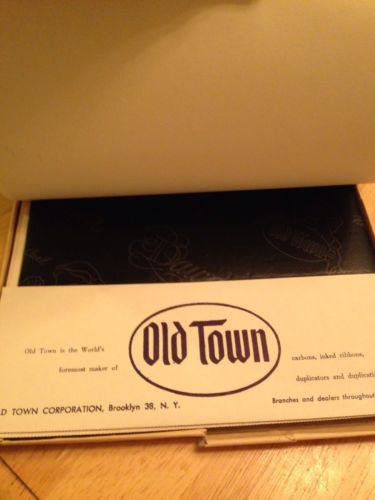 Old Town is the World's
foremost maker of
Old Town
carbons, inked ribbons,
duplicators and
Branches and dealers throughout
TOWN CORPORATION, Brooklyn 38, N. Y.